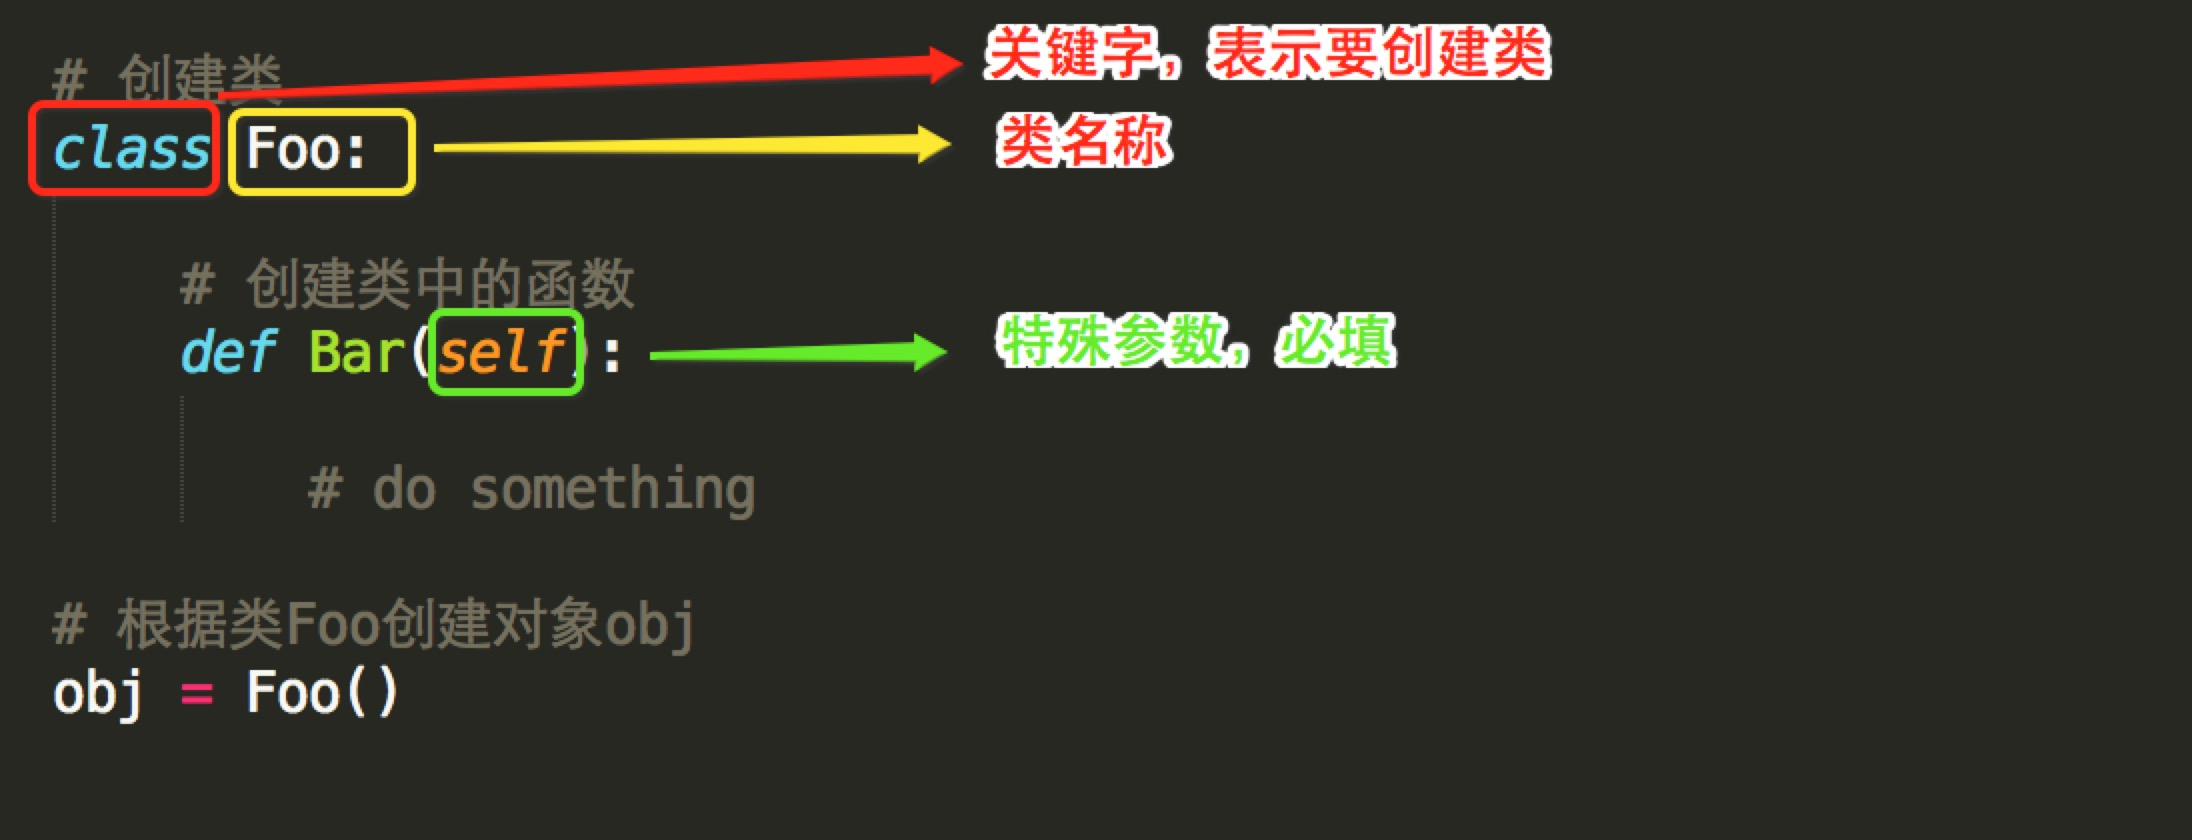 # 创建类
关键字，表示要创建类
class Foo:
类名称
# 创建类中的函数
def Bar(self):
特殊参数，必填
# do something
# 根据类Foo创建对象obj
obj = Foo()